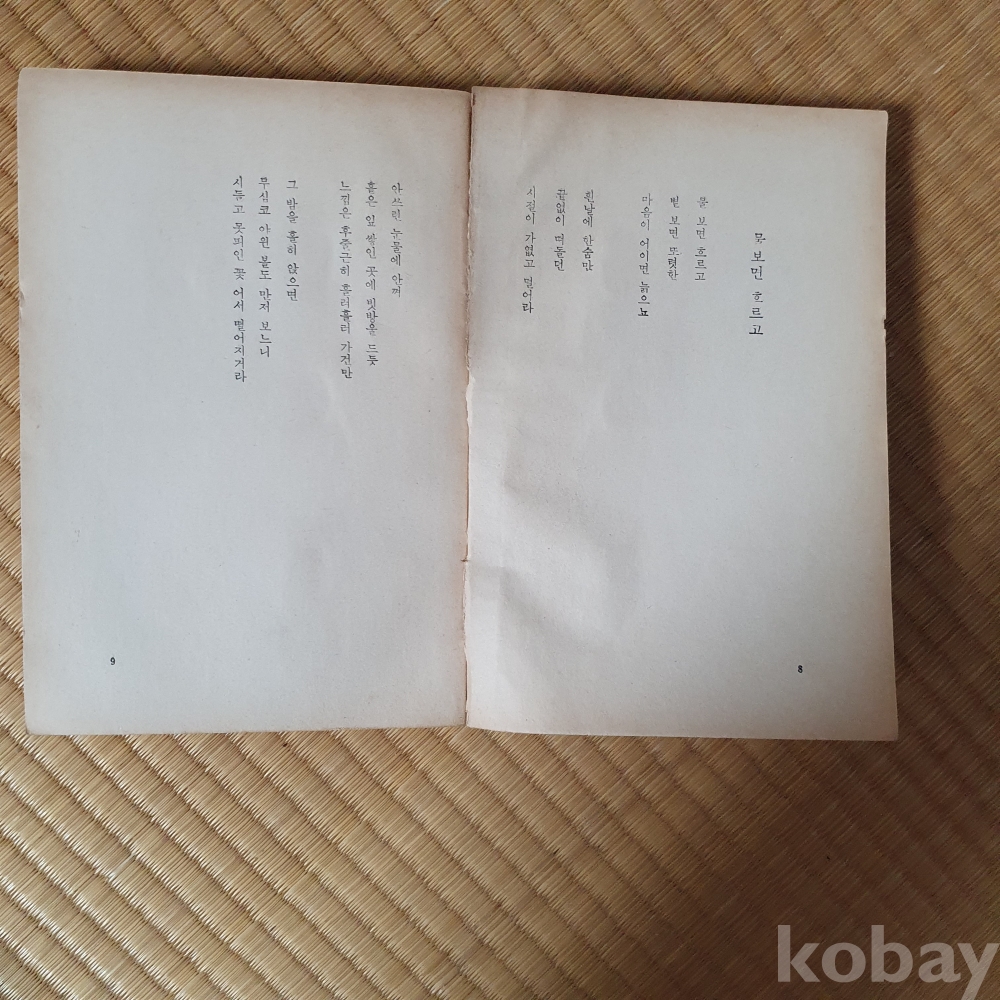 물 보면 흐르고
물 보면 흐르고
별 보면 또렷한
마음이 어이면 늙으뇨
흰날에 한숨만
끝없이 떠돌던
시절이 가엾고 멀어라
8
안쓰런 눈물에 안껴
흩은 잎 쌓인 곳에 빗방울 드듯
느낌은 후줄근히 흘러흘러 가건만
그 밤을 홀히 앉으면
무심코 야윈 볼도 만져 보느니
시들고 못피인 꽃 어서 떨어지거라
9
kobay